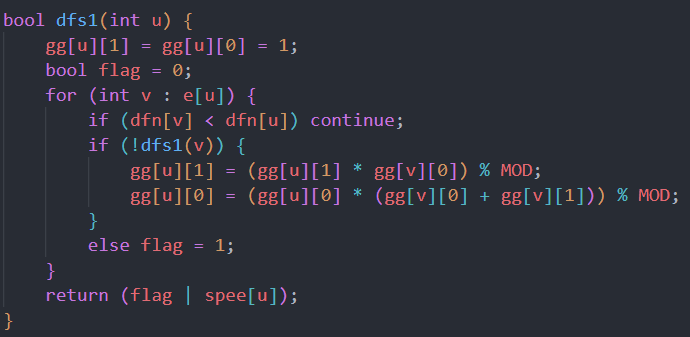 bool dfs1(int u) {
    gg[u][1] = gg[u][0] = 1;
    bool flag = 0;
    for (int v : e[u]) {
        if (dfn[v] < dfn[u]) continue;
        if (!dfs1(v)) {
            gg[u][1] = (gg[u][1] * gg[v][0]) % MOD;
            gg[u][0] = (gg[u][0] * (gg[v][0] + gg[v][1])) % MOD;
        }
        else flag = 1;
    }
    return (flag | spee[u]);
}